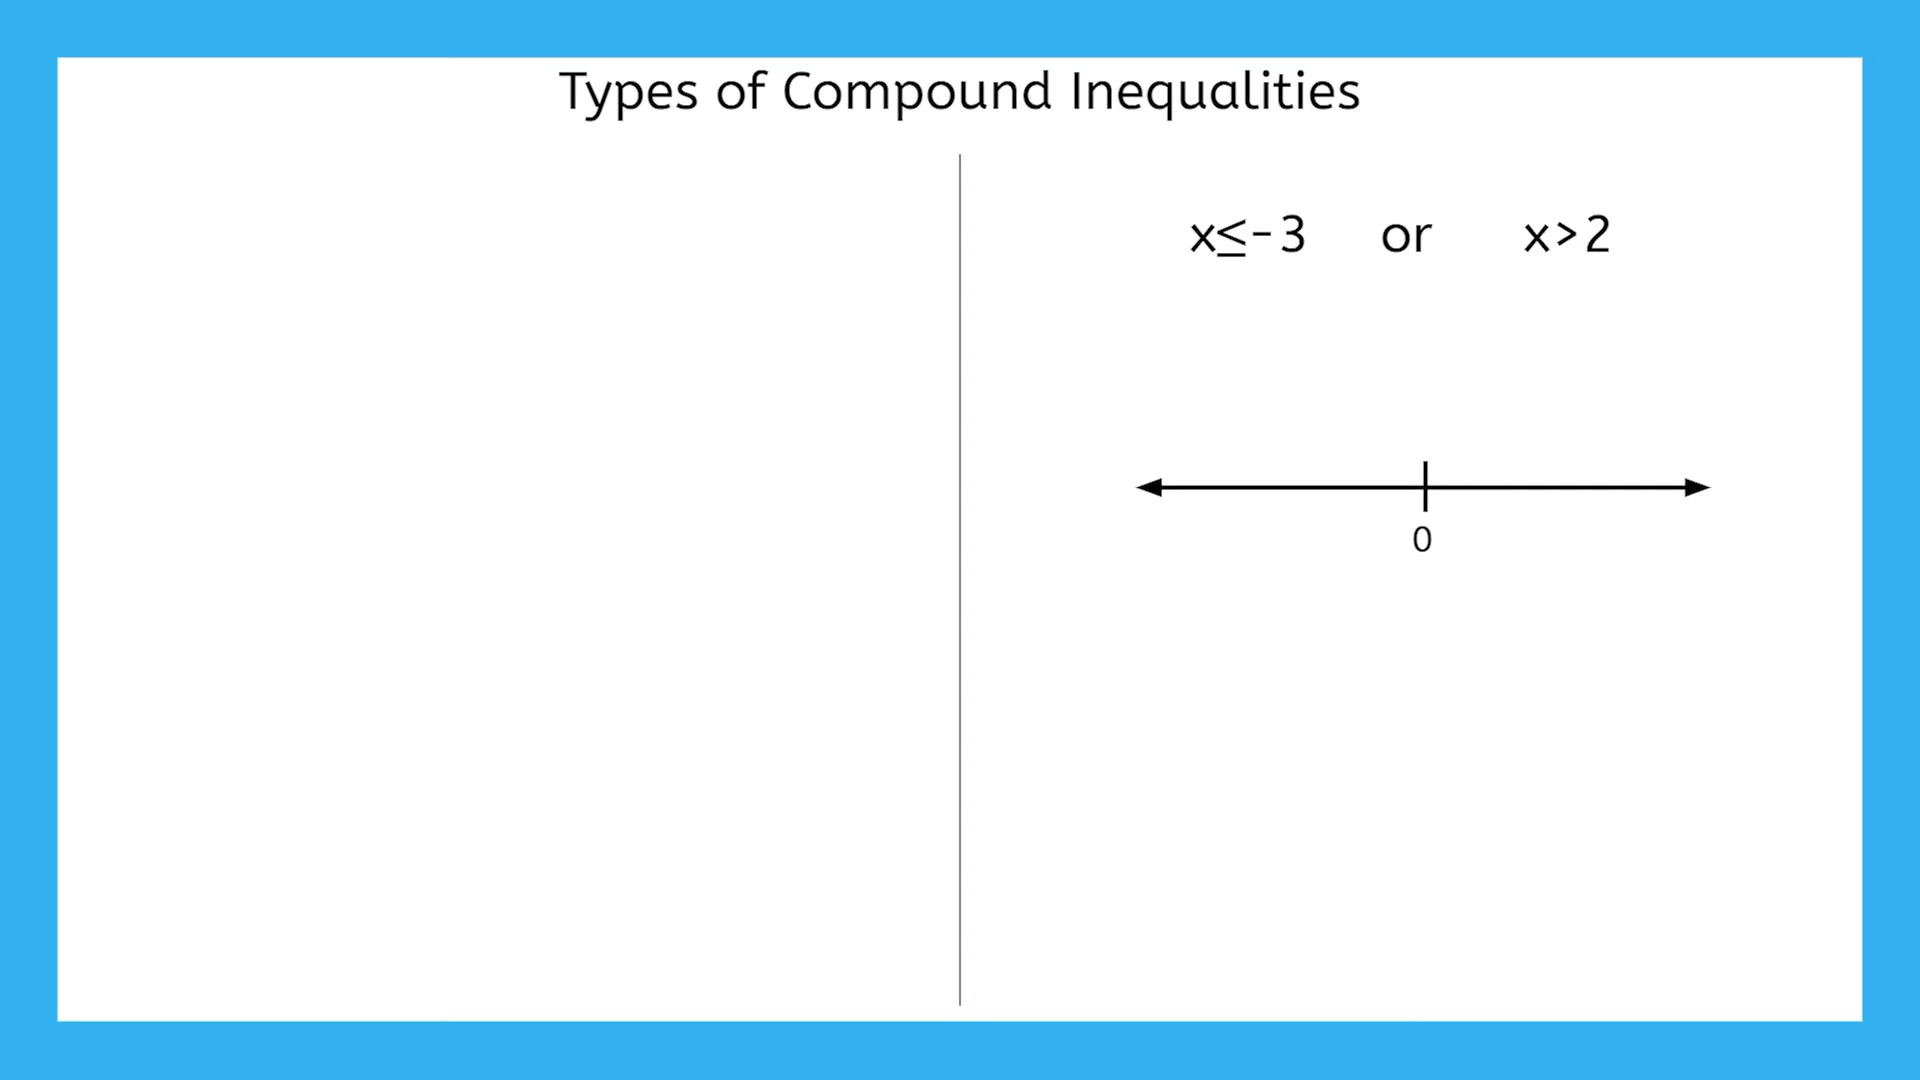 Types of Compound Inequalities
x≤-3 or x>2
0